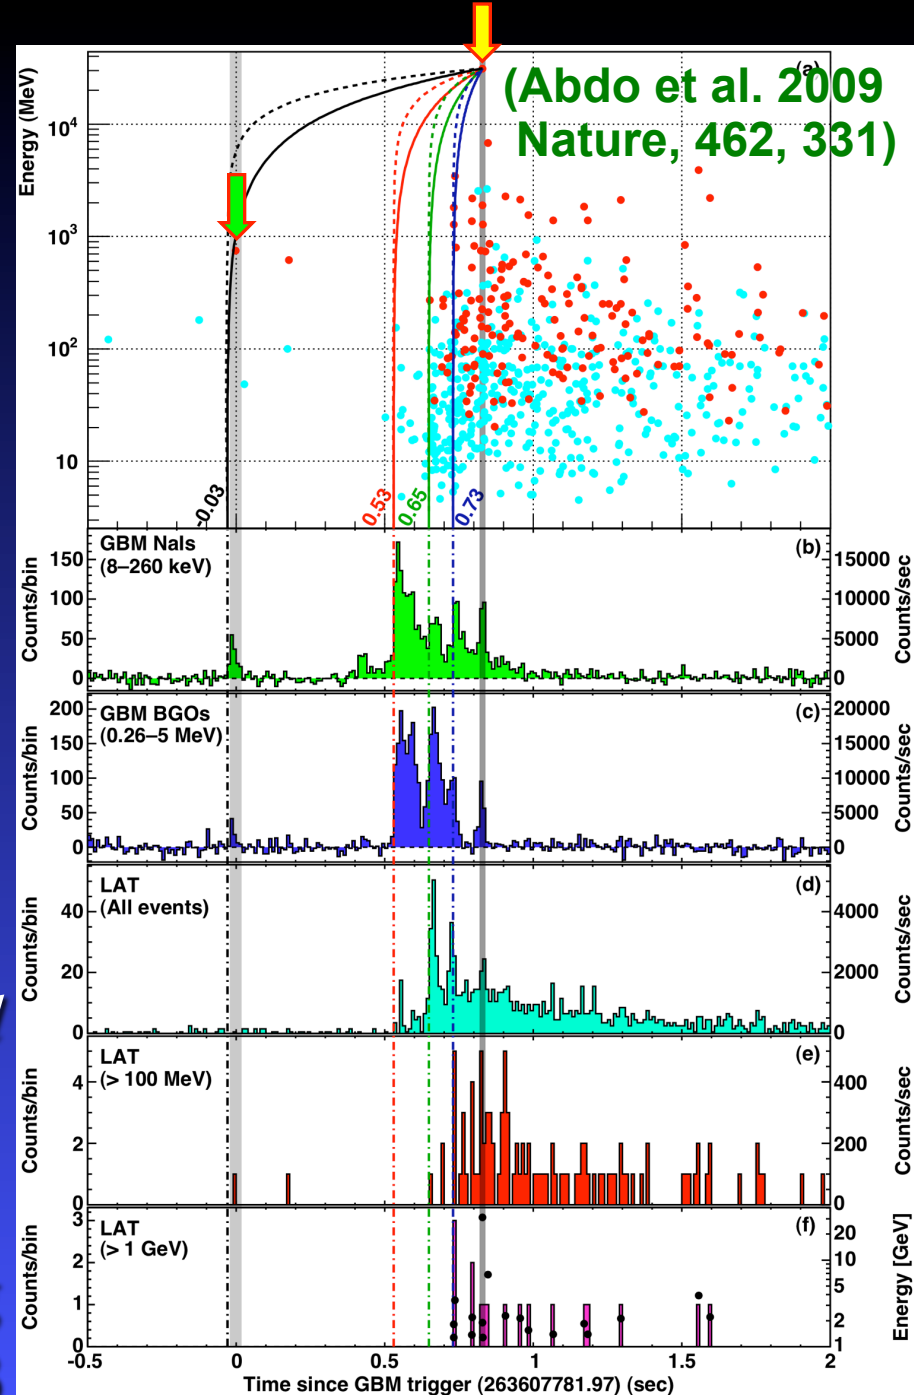 (a)
(Abdo et al. 2009
Nature, 462, 331)
Energy (MeV)
10⁴
10³
10²
10
-0.03
0.53
0.65
0.73
GBM NaIs
(8–260 keV)
(b)
Counts/bin
150
100
50
0
15000
10000
5000
0
Counts/sec
GBM BGOs
(0.26–5 MeV)
(c)
Counts/bin
200
150
100
50
0
20000
15000
10000
5000
0
Counts/sec
LAT
(All events)
(d)
Counts/bin
40
20
0
4000
2000
0
Counts/sec
LAT
(> 100 MeV)
(e)
Counts/bin
4
2
0
400
200
0
Counts/sec
LAT
(> 1 GeV)
(f)
Counts/bin
3
2
1
0
20
10
5
2
1
Energy [GeV]
-0.5 0 0.5 1 1.5 2
Time since GBM trigger (263607781.97) (sec)